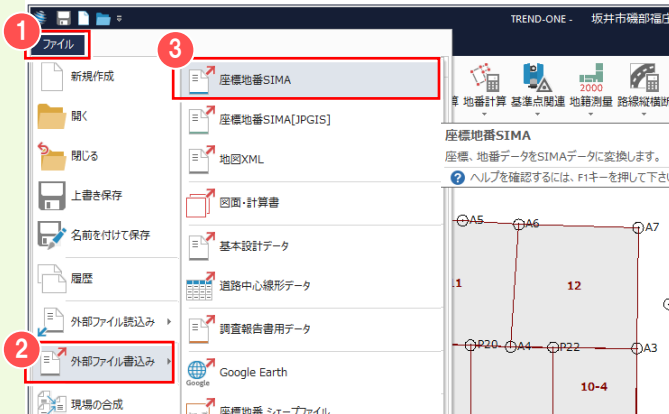 TREND-ONE - 坂井市磯部福庄
1
ファイル
3
新規作成
開く
閉じる
上書き保存
名前を付けて保存
履歴
外部ファイル読込み
2
外部ファイル書込み
現場の合成
座標地番SIMA
座標地番SIMA[JPGIS]
地図XML
図面・計算書
基本設計データ
道路中心線形データ
調査報告書用データ
Google
Google Earth
座標地番 シェープファイル
地番計算 基準点関連 地籍測量 路線縦横断
2000
座標地番SIMA
座標、地番データをSIMAデータに変換します。
? ヘルプを確認するには、F1キーを押して下さい
A5
A6
A7
11
12
P20
A4
P22
A3
10-4